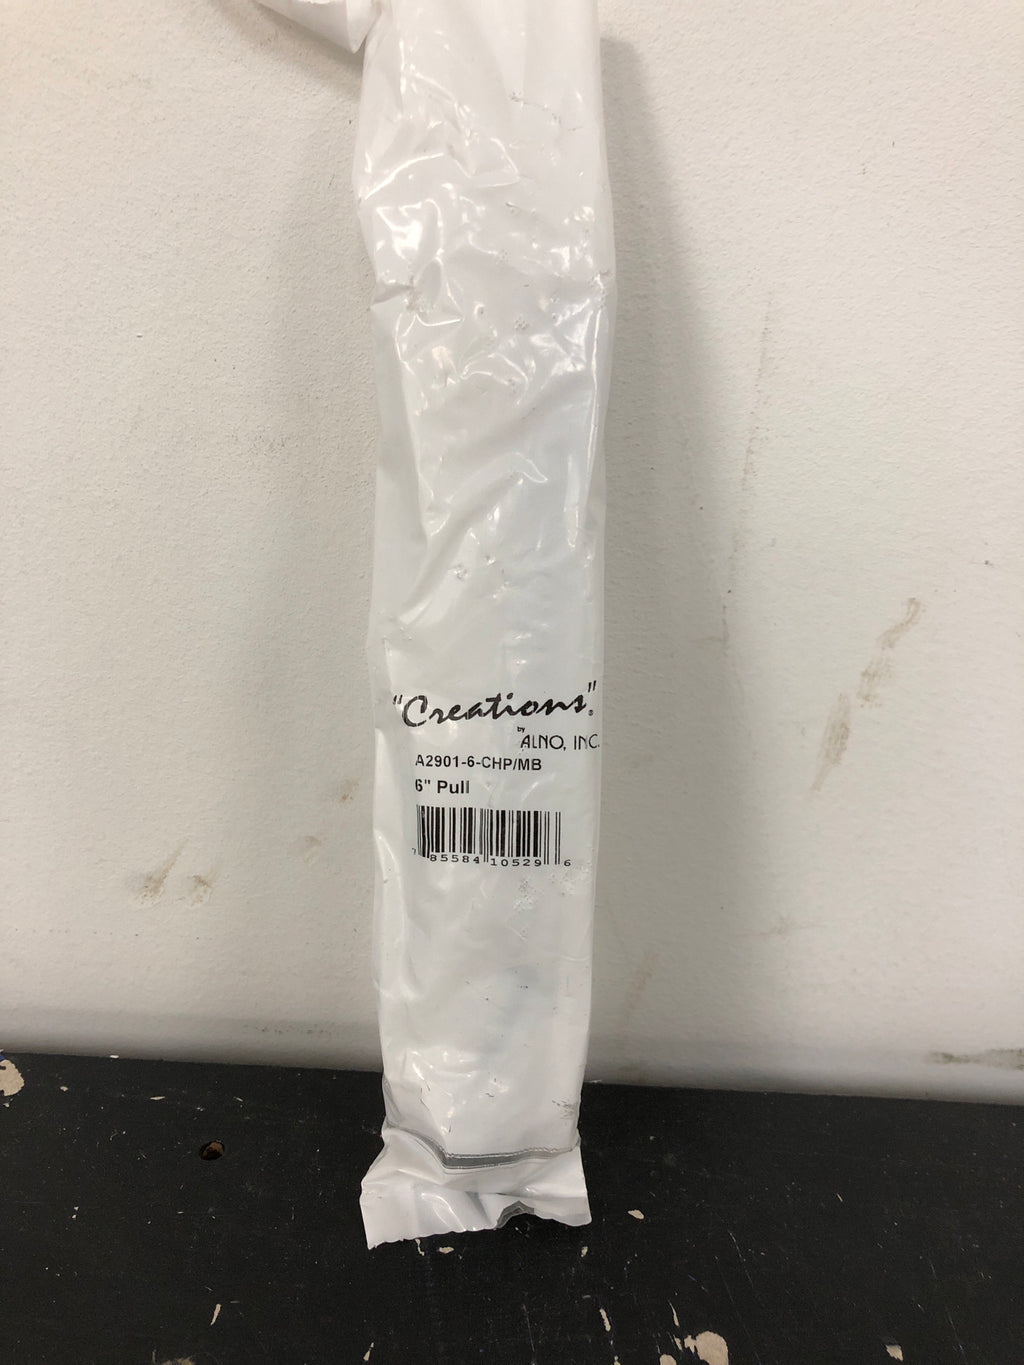 "Creations"®
by
ALNO, INC.
A2901-6-CHP/MB
6" Pull
7 85584 10529 6